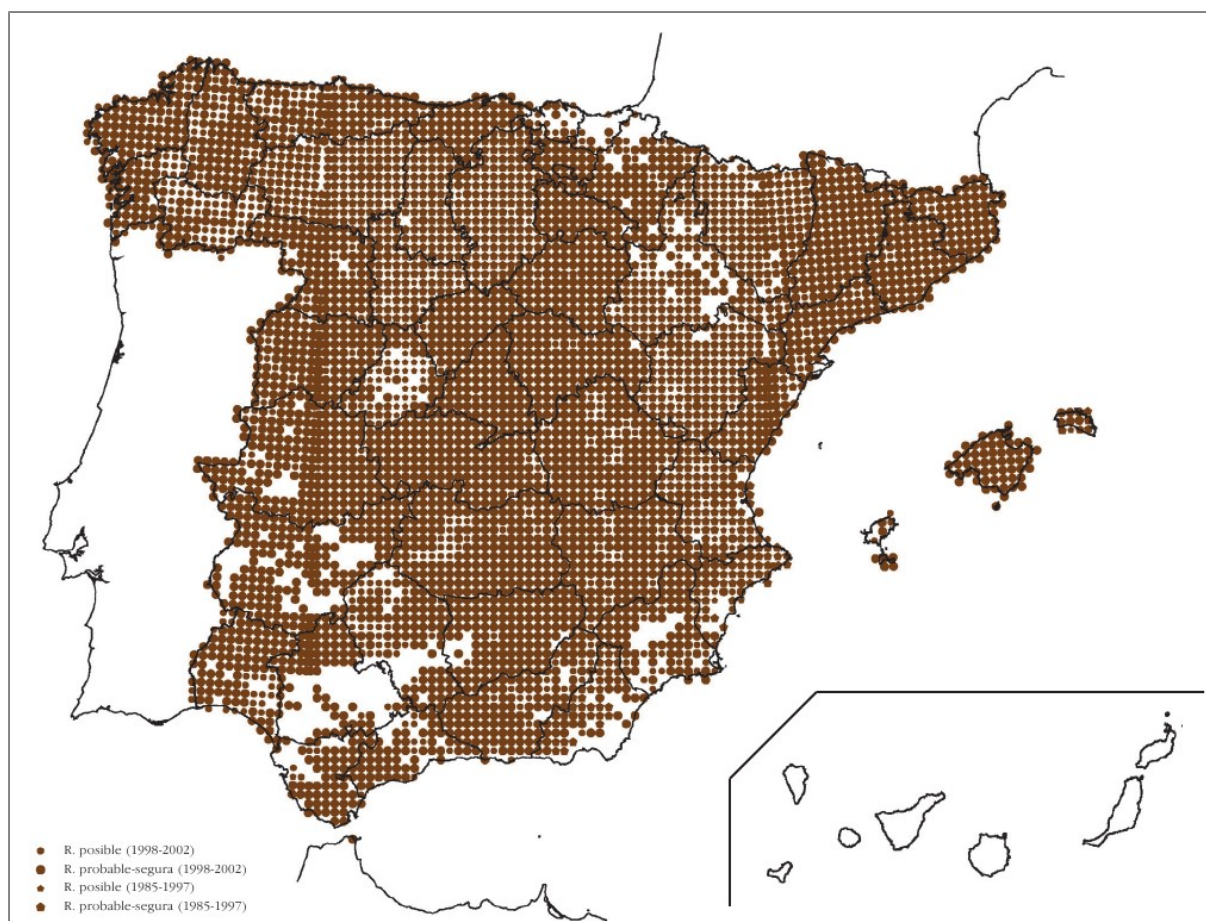 R. posible (1998-2002)
R. probable-segura (1998-2002)
R. posible (1985-1997)
R. probable-segura (1985-1997)